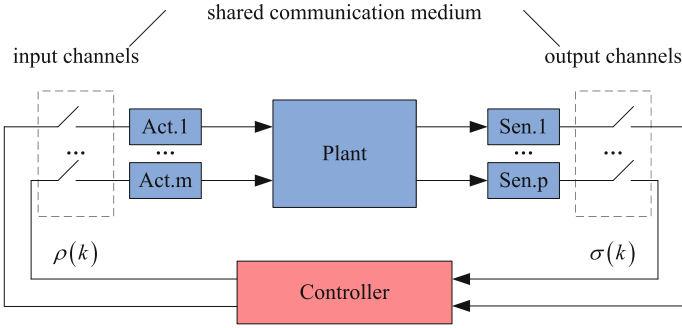 shared communication medium
input channels
output channels
Act.1
Sen.1
...
...
Plant
...
...
Act.m
Sen.p
ρ(k)
σ(k)
Controller